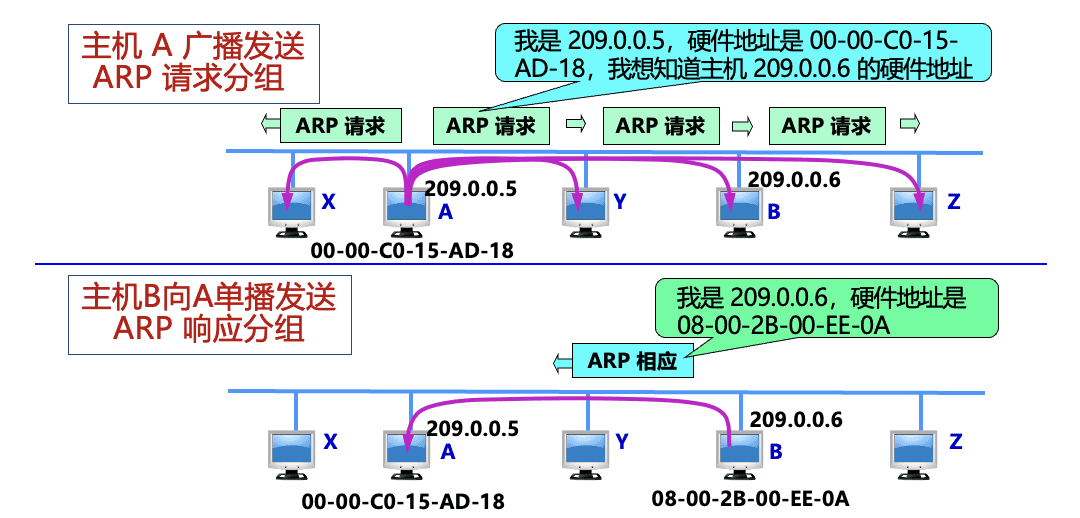 主机 A 广播发送
ARP 请求分组
我是 209.0.0.5，硬件地址是 00-00-C0-15-
AD-18，我想知道主机 209.0.0.6 的硬件地址
ARP 请求
ARP 请求
ARP 请求
ARP 请求
209.0.0.5
209.0.0.6
X
A
Y
B
Z
00-00-C0-15-AD-18
主机B向A单播发送
ARP 响应分组
我是 209.0.0.6，硬件地址是
08-00-2B-00-EE-0A
ARP 相应
209.0.0.5
209.0.0.6
X
A
Y
B
Z
00-00-C0-15-AD-18
08-00-2B-00-EE-0A